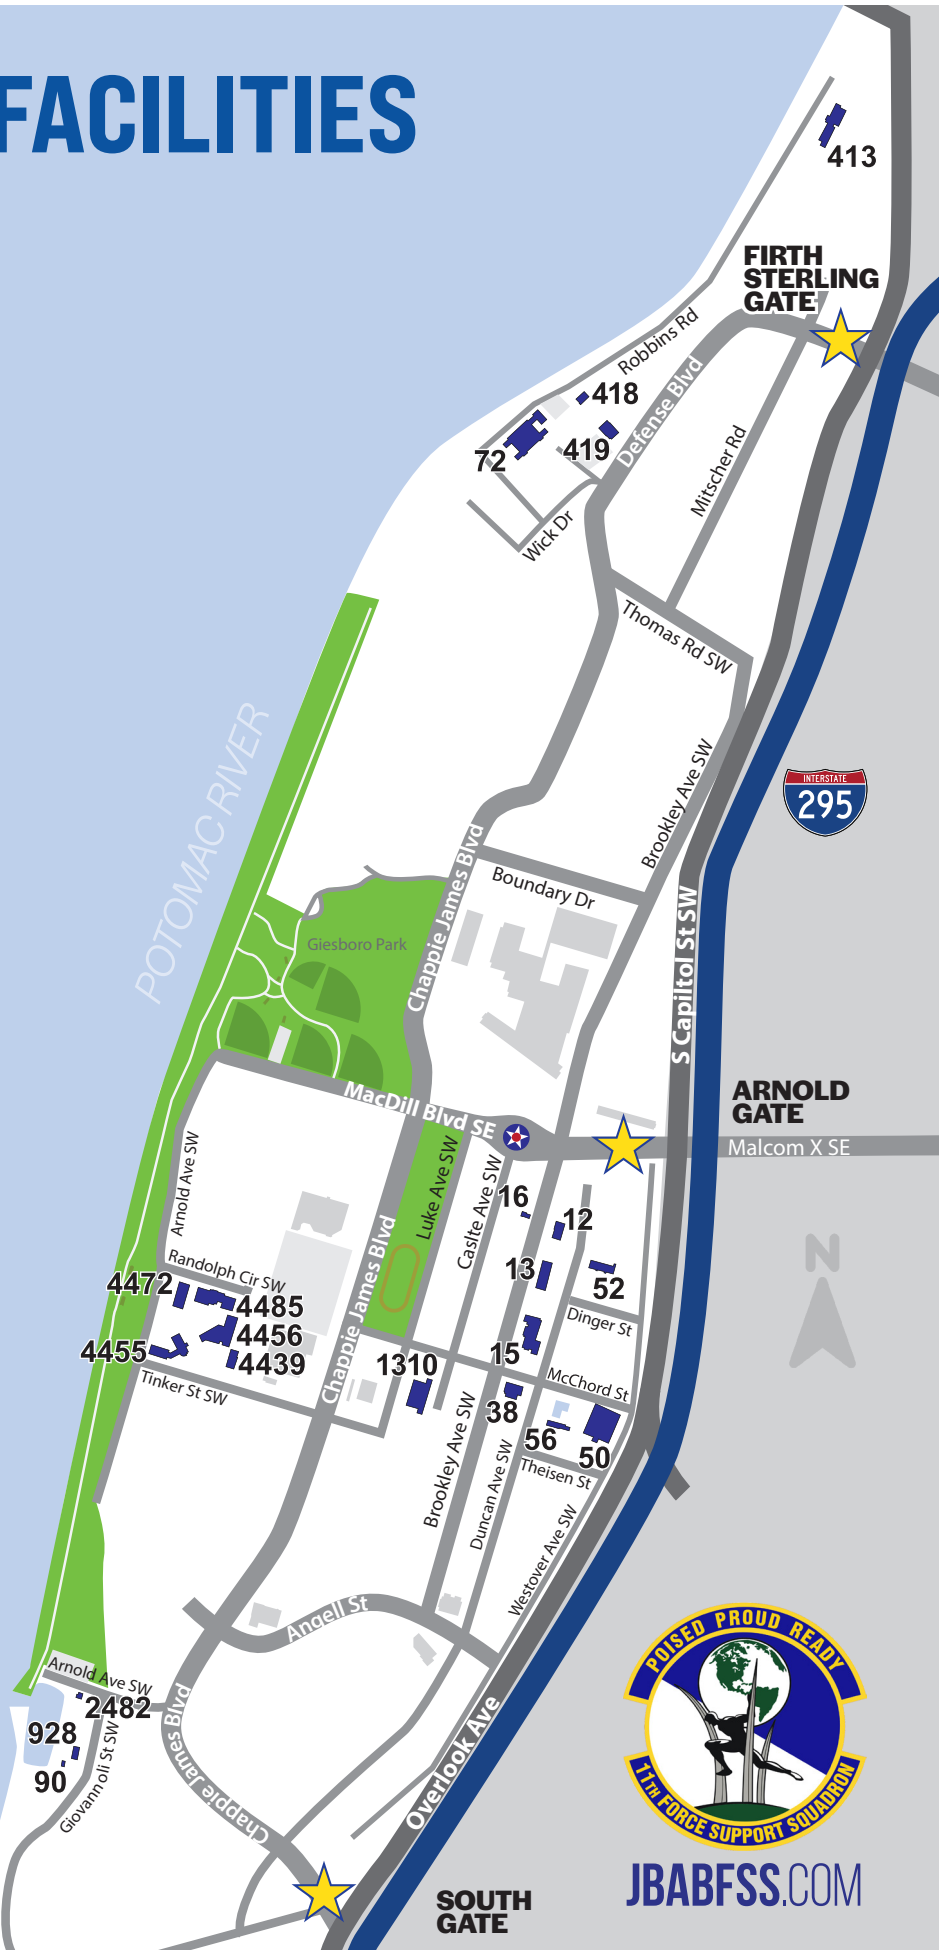 FACILITIES
413
FIRTH
STERLING
GATE
Robbins Rd
418
Defense Blvd
419
72
Mitscher Rd
Wick Dr
Thomas Rd SW
POTOMAC RIVER
Brookley Ave SW
INTERSTATE
295
Chappie James Blvd
Boundary Dr
S Capiltol St SW
Giesboro Park
MacDill Blvd SE
ARNOLD
GATE
Malcom X SE
Arnold Ave SW
Luke Ave SW
Caslte Ave SW
16
12
N
Randolph Cir SW
4472
4485
4456
4455
4439
Chappie James Blvd
13
52
Dinger St
15
1310
Tinker St SW
McChord St
38
56
50
Brookley Ave SW
Duncan Ave SW
Theisen St
Westover Ave SW
Angell St
Arnold Ave SW
2482
928
90
Giovannoli St SW
Chappie James Blvd
Chappie James Blvd
Overlook Ave
POISED PROUD READY
11TH FORCE SUPPORT SQUADRON
JBABFSS.COM
SOUTH
GATE